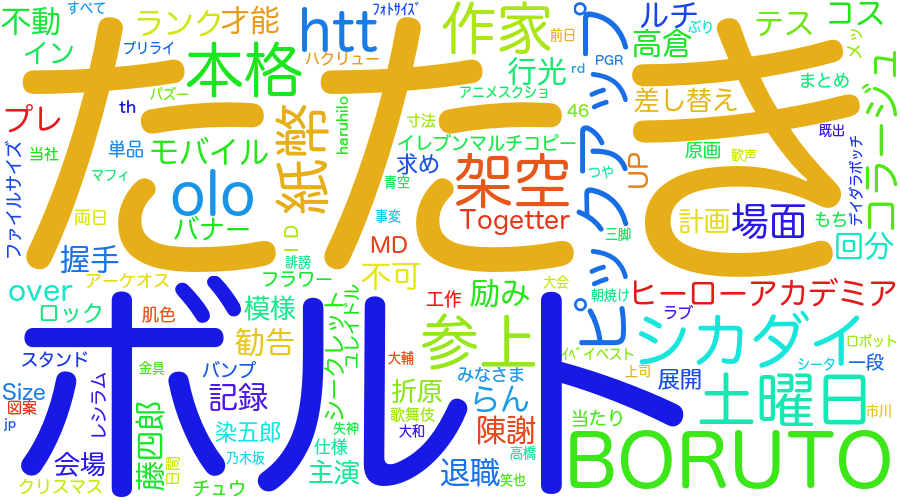 不動
すべて
ランク
才能
htt
フォトサイズ
作家
前日
ピックアップ
ルチ
ぶり
テス
コス
プリライ
イン
たたき
本格
ハクリュー
行光
rd
PGR
高倉
メッ
パズー
th
プレ
アニメスクショ
46
差し替え
まとめ
コラージュ
紙幣
haruhilo
寸法
イレブンマルチコピー
既出
ファイルサイズ
当社
単品
モバイル
求め
UP
原画
歓声
デイダラボッチ
マフィ
olo
青空
架空
つや
両日
バナー
事変
Togetter
計画
場面
もち
三脚
回分
握手
ＩＤ
誹謗
MD
アーケオス
フラワー
不可
大会
朝焼け
over
模様
工作
励み
ヒーローアカデミア
ロック
肌色
シークレット
ユレイドル
ラブ
ボルト
勧告
参上
シカダイ
ロボット
スタンド
金具
バンプ
大輔
イベイベスト
上司
シータ
一段
Size
レシラム
記録
折原
みなさま
展開
土曜日
図案
jp
藤四郎
歌舞伎
らん
市川
染五郎
失神
大和
陳謝
当たり
会場
日間
乃木坂
仕様
高橋
BORUTO
クリスマス
チュウ
主演
退職
笑也